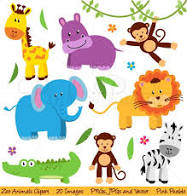 Zoo Animals Clipart 20 Images PNGs, JPGs and Vector Pink Pueblo